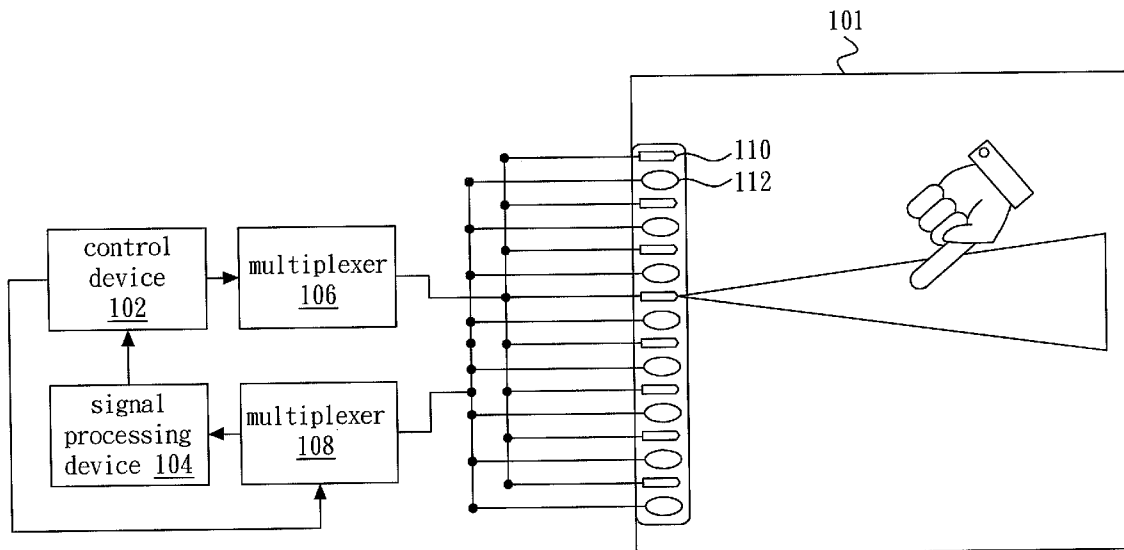 101
110
112
control
device
102
multiplexer
106
signal
processing
device 104
multiplexer
108